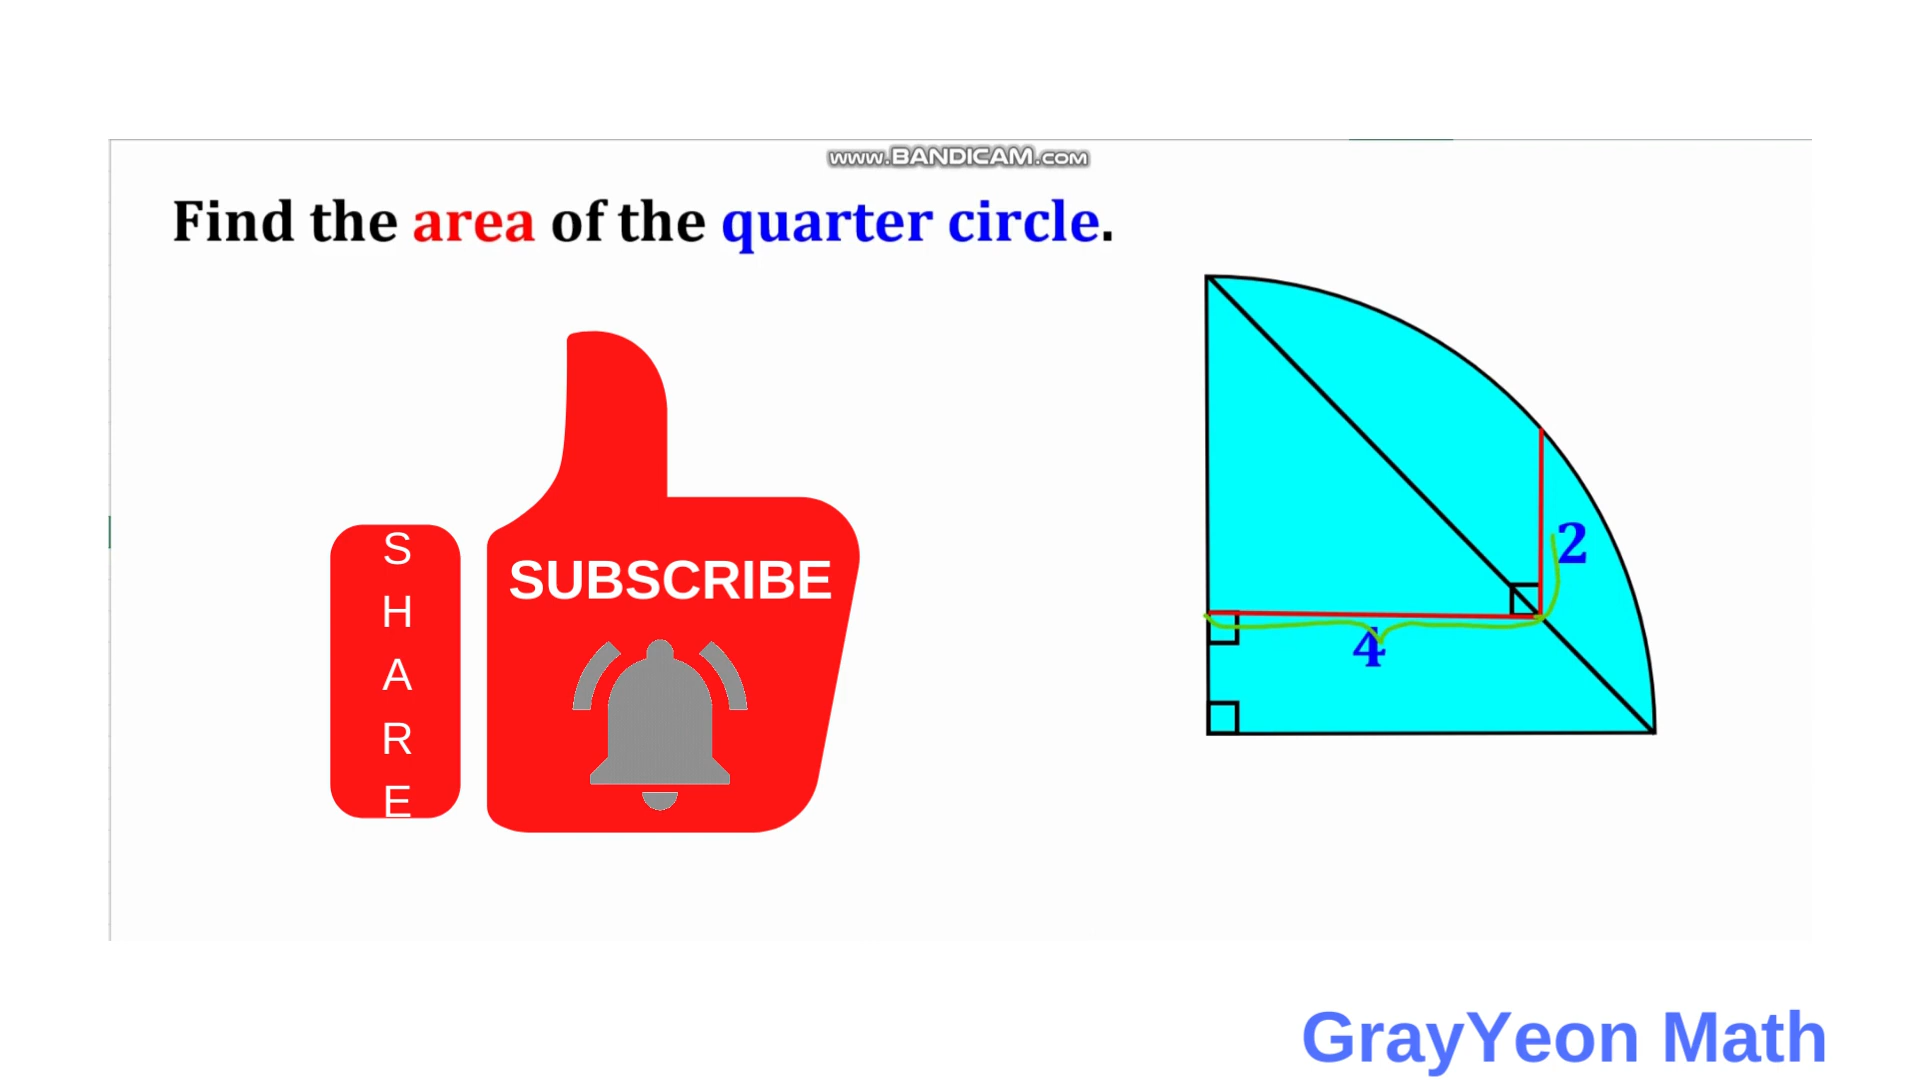 www.BANDICAM.com
Find the area of the quarter circle.
S
H
A
R
E
SUBSCRIBE
2
4
GrayYeon Math